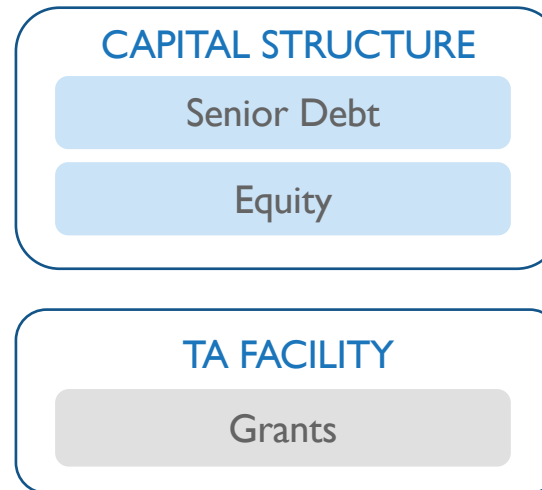 CAPITAL STRUCTURE
Senior Debt
Equity
TA FACILITY
Grants